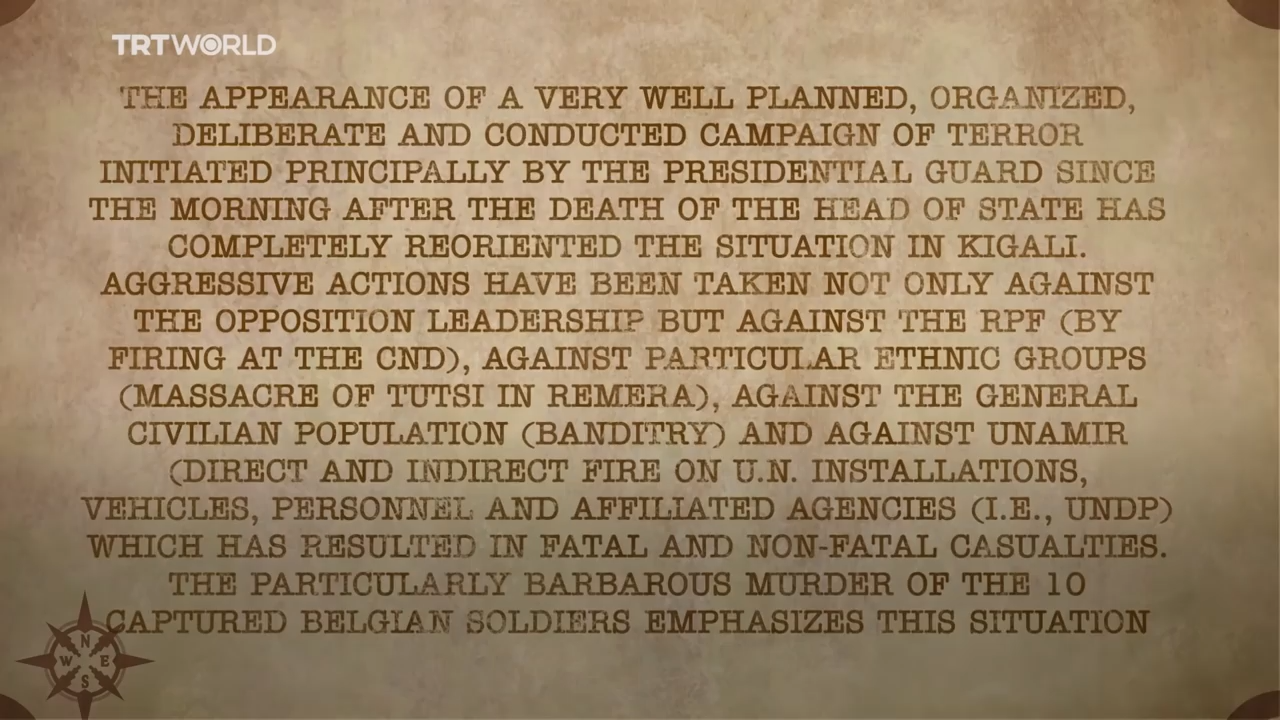 TRT WORLD
THE APPEARANCE OF A VERY WELL PLANNED, ORGANIZED,
DELIBERATE AND CONDUCTED CAMPAIGN OF TERROR
INITIATED PRINCIPALLY BY THE PRESIDENTIAL GUARD SINCE
THE MORNING AFTER THE DEATH OF THE HEAD OF STATE HAS
COMPLETELY REORIENTED THE SITUATION IN KIGALI.
AGGRESSIVE ACTIONS HAVE BEEN TAKEN NOT ONLY AGAINST
THE OPPOSITION LEADERSHIP BUT AGAINST THE RPF (BY
FIRING AT THE CND), AGAINST PARTICULAR ETHNIC GROUPS
(MASSACRE OF TUTSI IN REMERA), AGAINST THE GENERAL
CIVILIAN POPULATION (BANDITRY) AND AGAINST UNAMIR
(DIRECT AND INDIRECT FIRE ON U.N. INSTALLATIONS,
VEHICLES, PERSONNEL AND AFFILIATED AGENCIES (I.E., UNDP)
WHICH HAS RESULTED IN FATAL AND NON-FATAL CASUALTIES.
THE PARTICULARLY BARBAROUS MURDER OF THE 10
CAPTURED BELGIAN SOLDIERS EMPHASIZES THIS SITUATION
N
W E
S